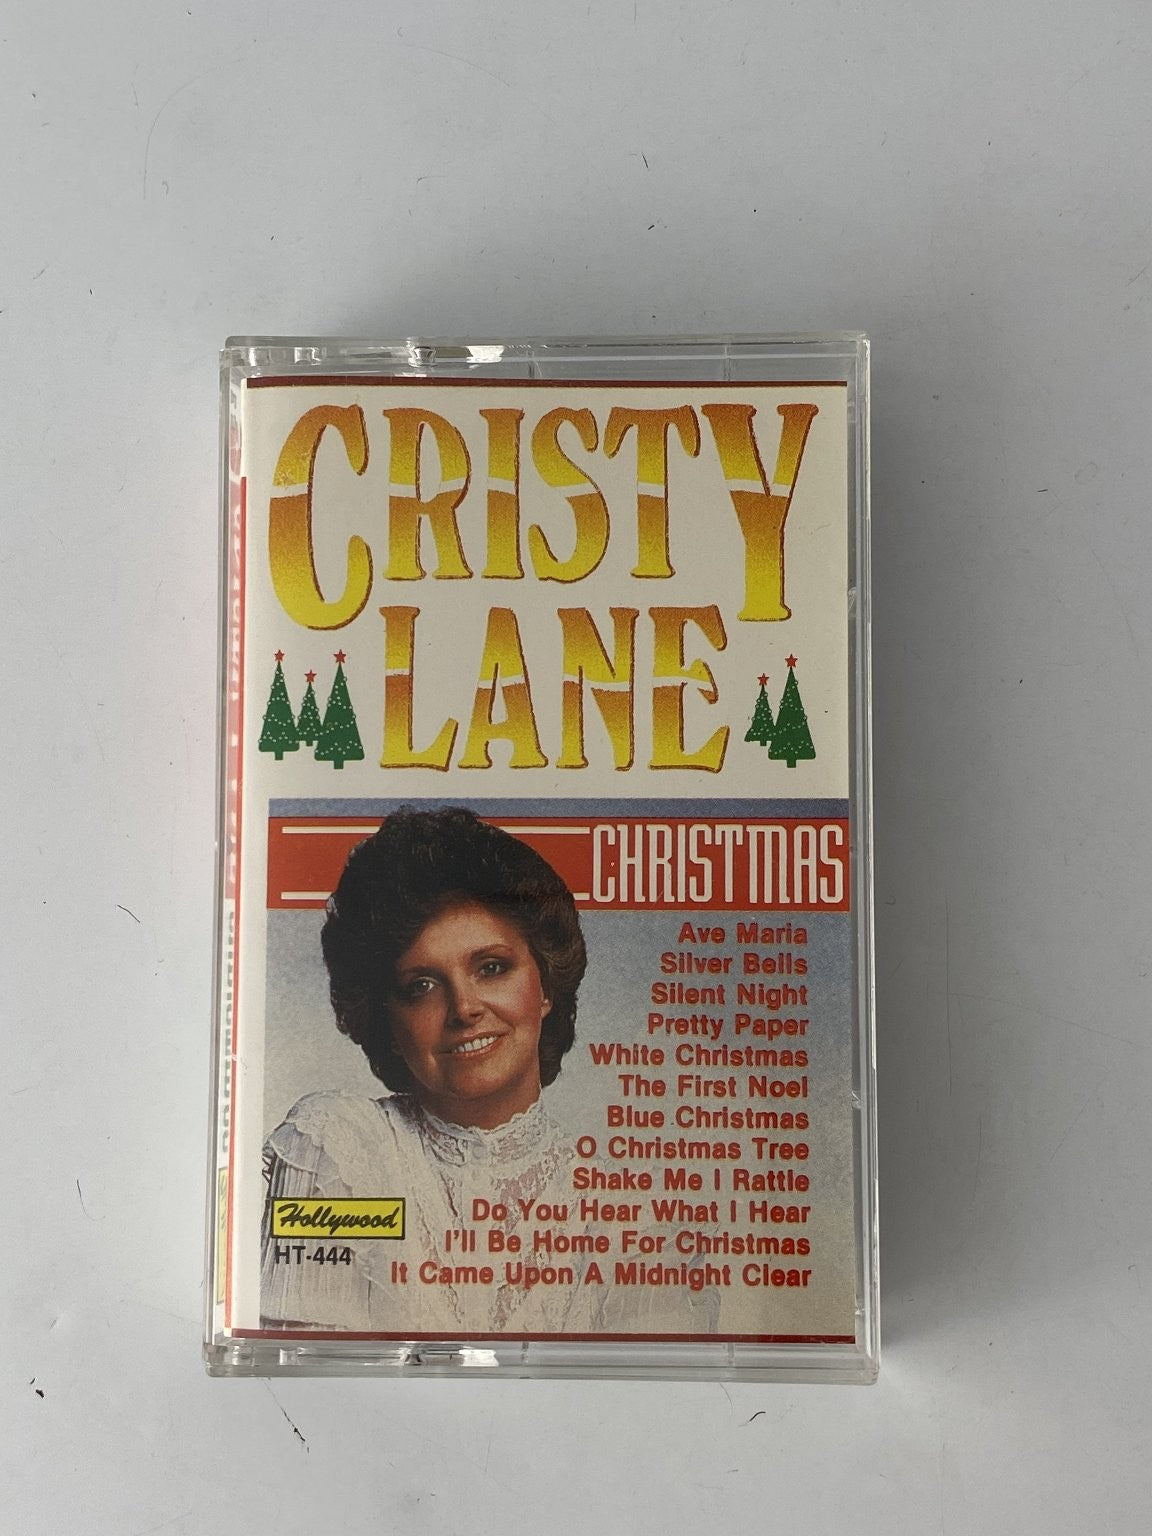 CRISTY
LANE
CHRISTMAS
Ave Maria
Silver Bells
Silent Night
Pretty Paper
White Christmas
The First Noel
Blue Christmas
O Christmas Tree
Shake Me I Rattle
Do You Hear What I Hear
I'll Be Home For Christmas
It Came Upon A Midnight Clear
Hollywood
HT-444